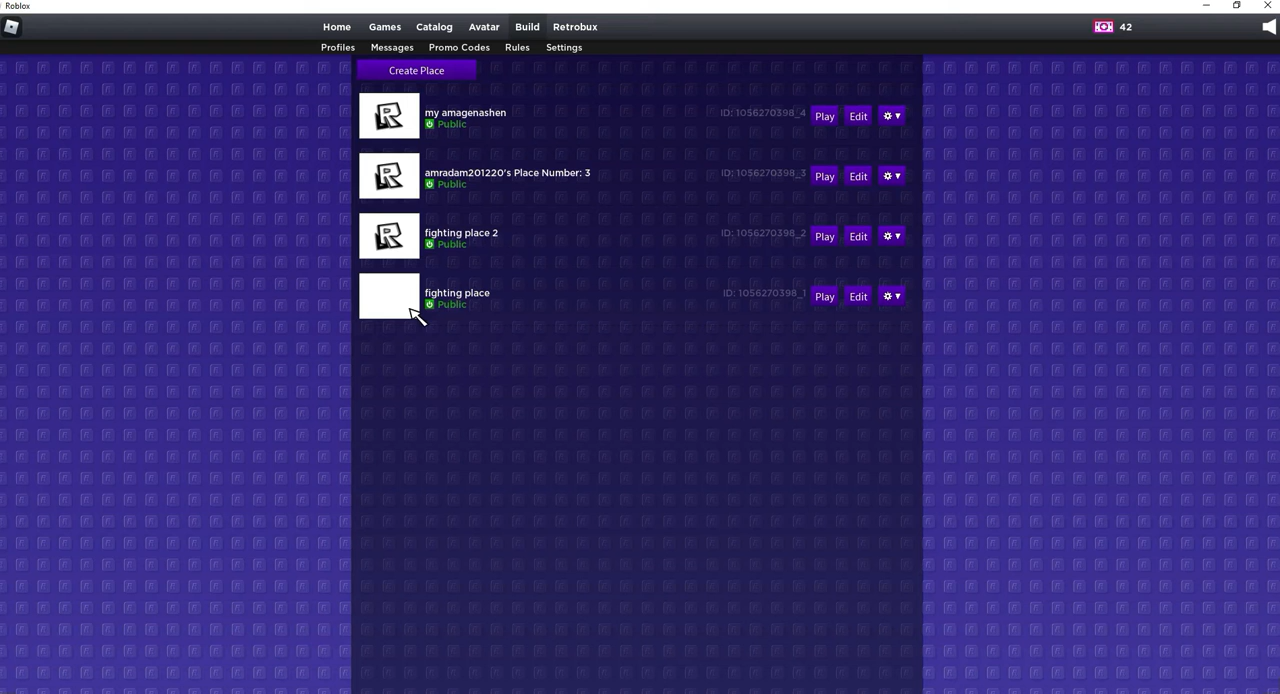 Roblox
Home Games Catalog Avatar Build Retrobux 42
Profiles Messages Promo Codes Rules Settings
Create Place
my amagenashen ID: 1056270398_4 Play Edit
Public
amradam201220's Place Number: 3 ID: 1056270398_3 Play Edit
Public
fighting place 2 ID: 1056270398_2 Play Edit
Public
fighting place ID: 1056270398_1 Play Edit
Public